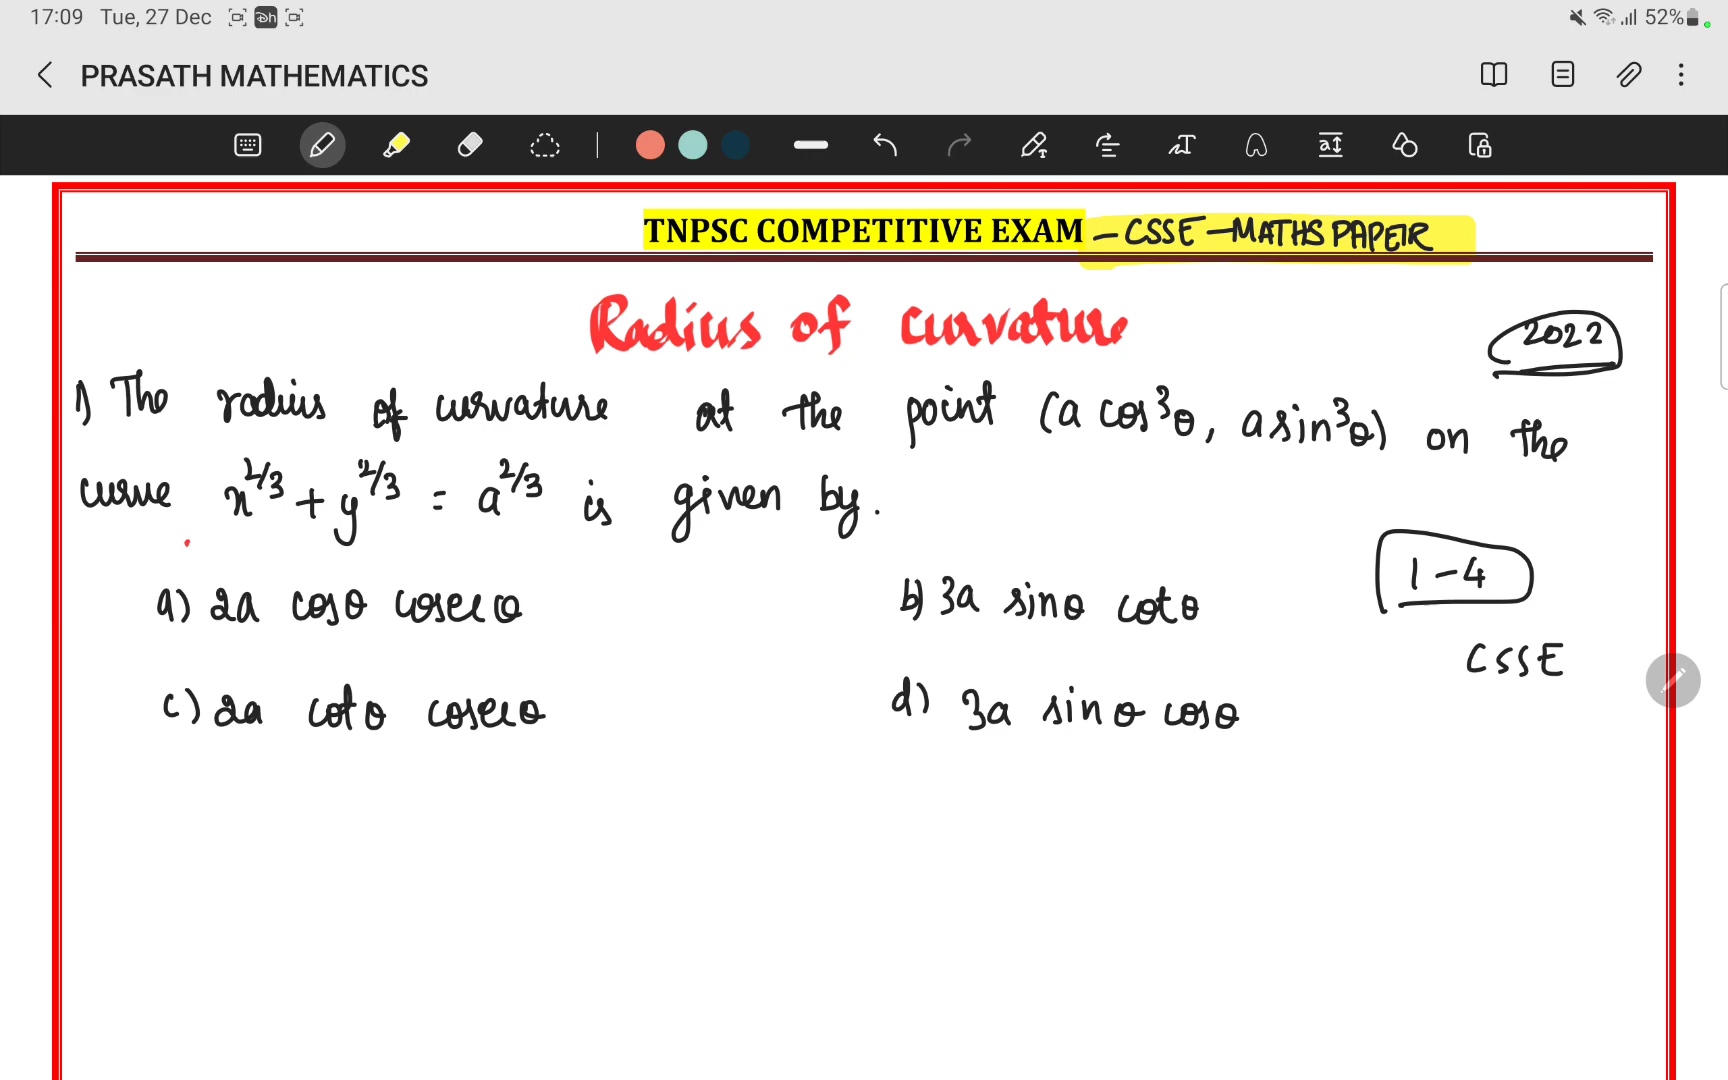 17:09 Tue, 27 Dec Dh 52%
PRASATH MATHEMATICS
TNPSC COMPETITIVE EXAM - CSSE - MATHS PAPER
Radius of curvature
2022
1) The radius of curvature at the point (a cos³θ, a sin³θ) on the
curve x^2/3 + y^2/3 = a^2/3 is given by.
1-4
a) 2a cosθ cosecθ b) 3a sinθ cotθ
CSSE
c) 2a cotθ cosecθ d) 3a sinθ cosθ